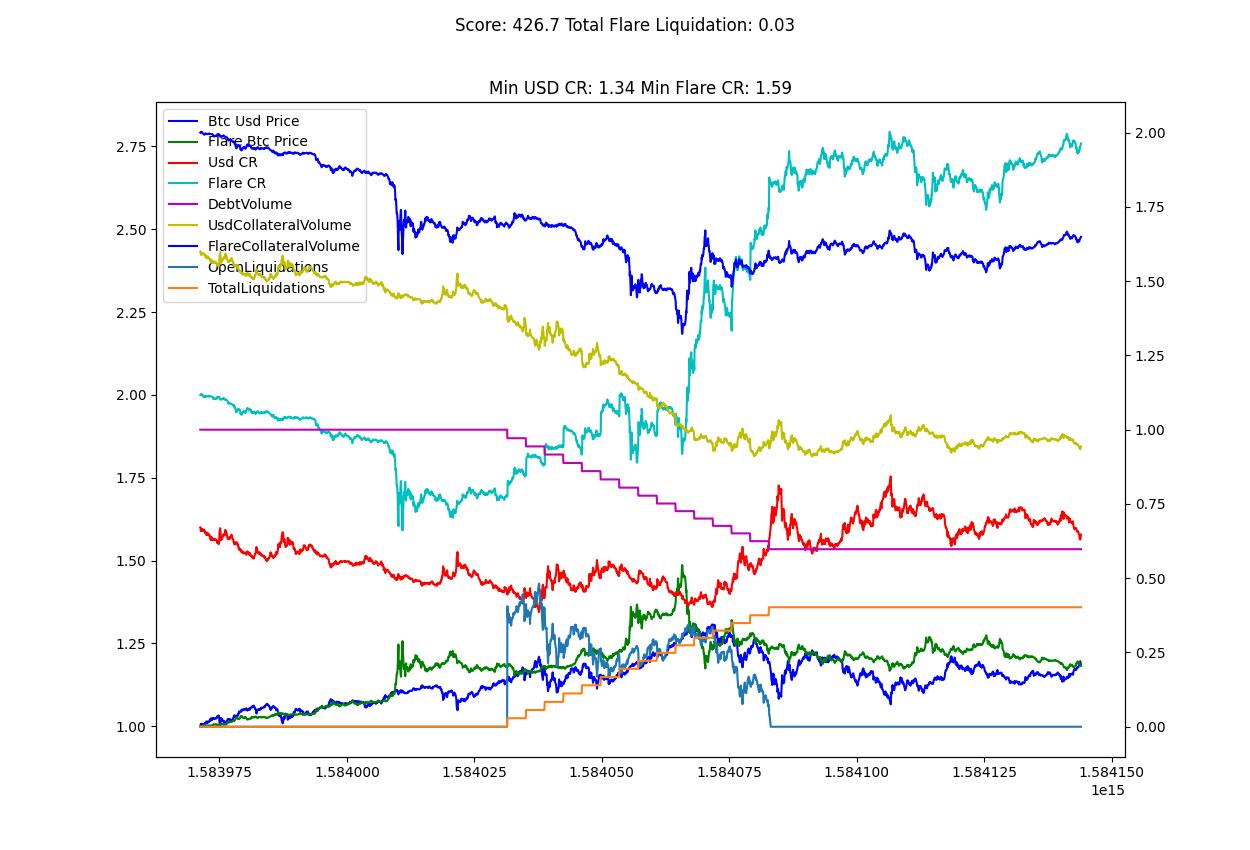 Score: 426.7 Total Flare Liquidation: 0.03
Min USD CR: 1.34 Min Flare CR: 1.59
Btc Usd Price
Flare Btc Price
Usd CR
Flare CR
DebtVolume
UsdCollateralVolume
FlareCollateralVolume
OpenLiquidations
TotalLiquidations
2.75
2.50
2.25
2.00
1.75
1.50
1.25
1.00
2.00
1.75
1.50
1.25
1.00
0.75
0.50
0.25
0.00
1.583975 1.584000 1.584025 1.584050 1.584075 1.584100 1.584125 1.584150
1e15